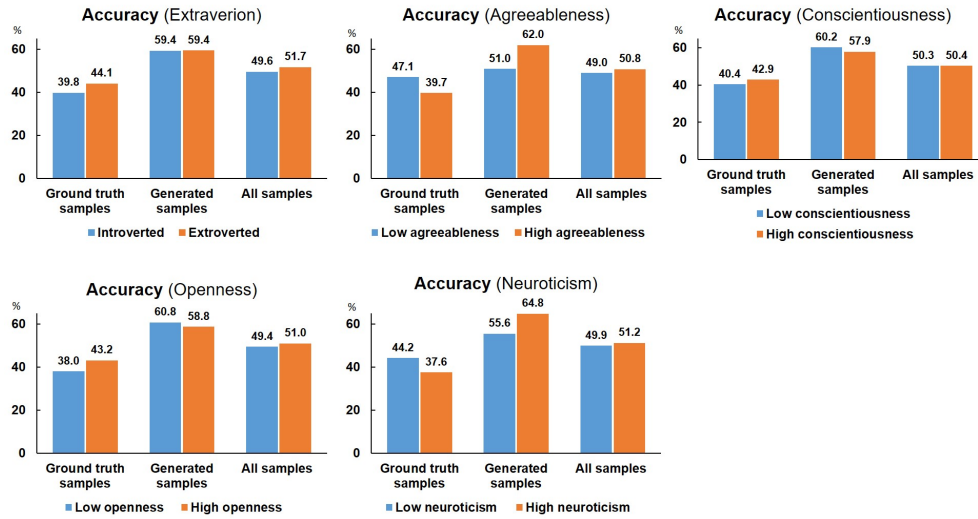 Accuracy (Extraverion)
%
60
40
20
0
39.8 44.1 59.4 59.4 49.6 51.7
Ground truth samples
Generated samples
All samples
Introverted Extroverted
Accuracy (Agreeableness)
%
60
40
20
0
47.1 39.7 51.0 62.0 49.0 50.8
Ground truth samples
Generated samples
All samples
Low agreeableness High agreeableness
Accuracy (Conscientiousness)
%
60
40
20
0
40.4 42.9 60.2 57.9 50.3 50.4
Ground truth samples
Generated samples
All samples
Low conscientiousness
High conscientiousness
Accuracy (Openness)
%
60
40
20
0
38.0 43.2 60.8 58.8 49.4 51.0
Ground truth samples
Generated samples
All samples
Low openness High openness
Accuracy (Neuroticism)
%
60
40
20
0
44.2 37.6 55.6 64.8 49.9 51.2
Ground truth samples
Generated samples
All samples
Low neuroticism High neuroticism